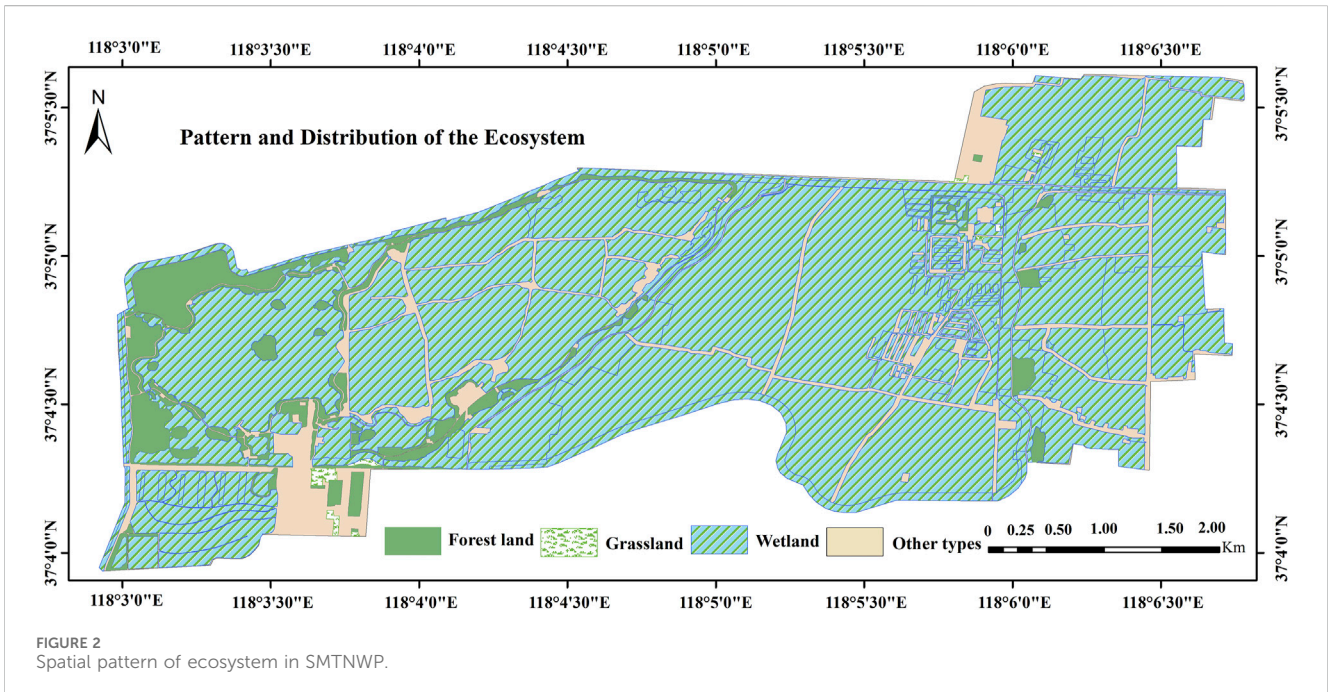 118°3'0"E 118°3'30"E 118°4'0"E 118°4'30"E 118°5'0"E 118°5'30"E 118°6'0"E 118°6'30"E
N
Pattern and Distribution of the Ecosystem
37°5'30"N
37°5'0"N
37°4'30"N
37°4'0"N
37°5'30"N
37°5'0"N
37°4'30"N
37°4'0"N
Forest land Grassland Wetland Other types
0 0.25 0.50 1.00 1.50 2.00
Km
118°3'0"E 118°3'30"E 118°4'0"E 118°4'30"E 118°5'0"E 118°5'30"E 118°6'0"E 118°6'30"E
FIGURE 2
Spatial pattern of ecosystem in SMTNWP.